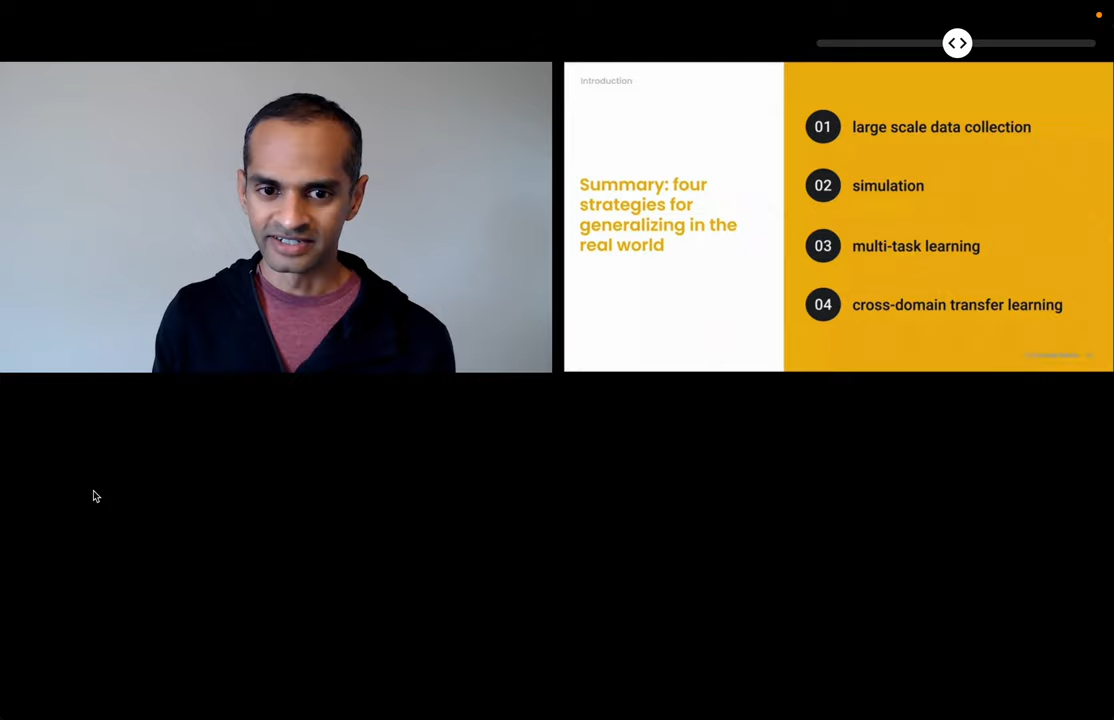 Introduction
Summary: four
strategies for
generalizing in the
real world
01 large scale data collection
02 simulation
03 multi-task learning
04 cross-domain transfer learning